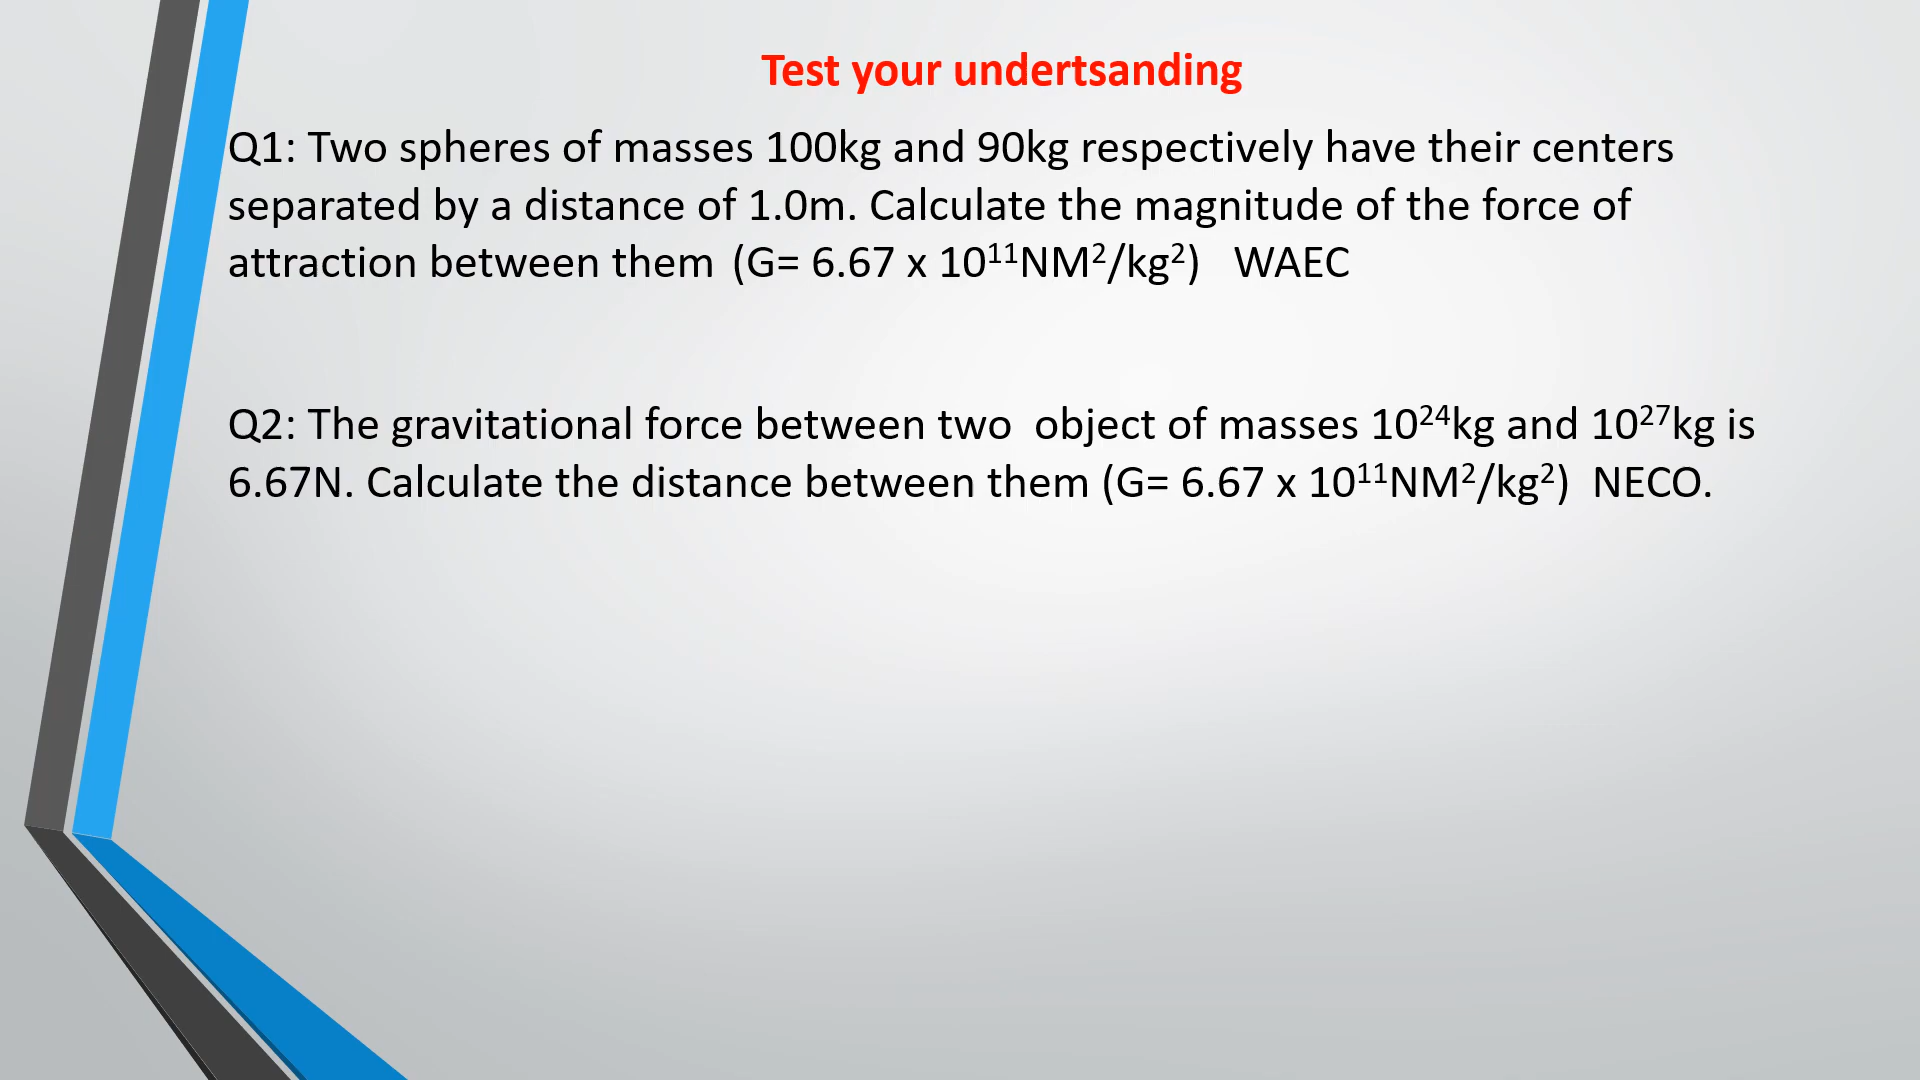 Test your undertsanding
Q1: Two spheres of masses 100kg and 90kg respectively have their centers
separated by a distance of 1.0m. Calculate the magnitude of the force of
attraction between them (G= 6.67 x 10¹¹NM²/kg²) WAEC
Q2: The gravitational force between two object of masses 10²⁴kg and 10²⁷kg is
6.67N. Calculate the distance between them (G= 6.67 x 10¹¹NM²/kg²) NECO.